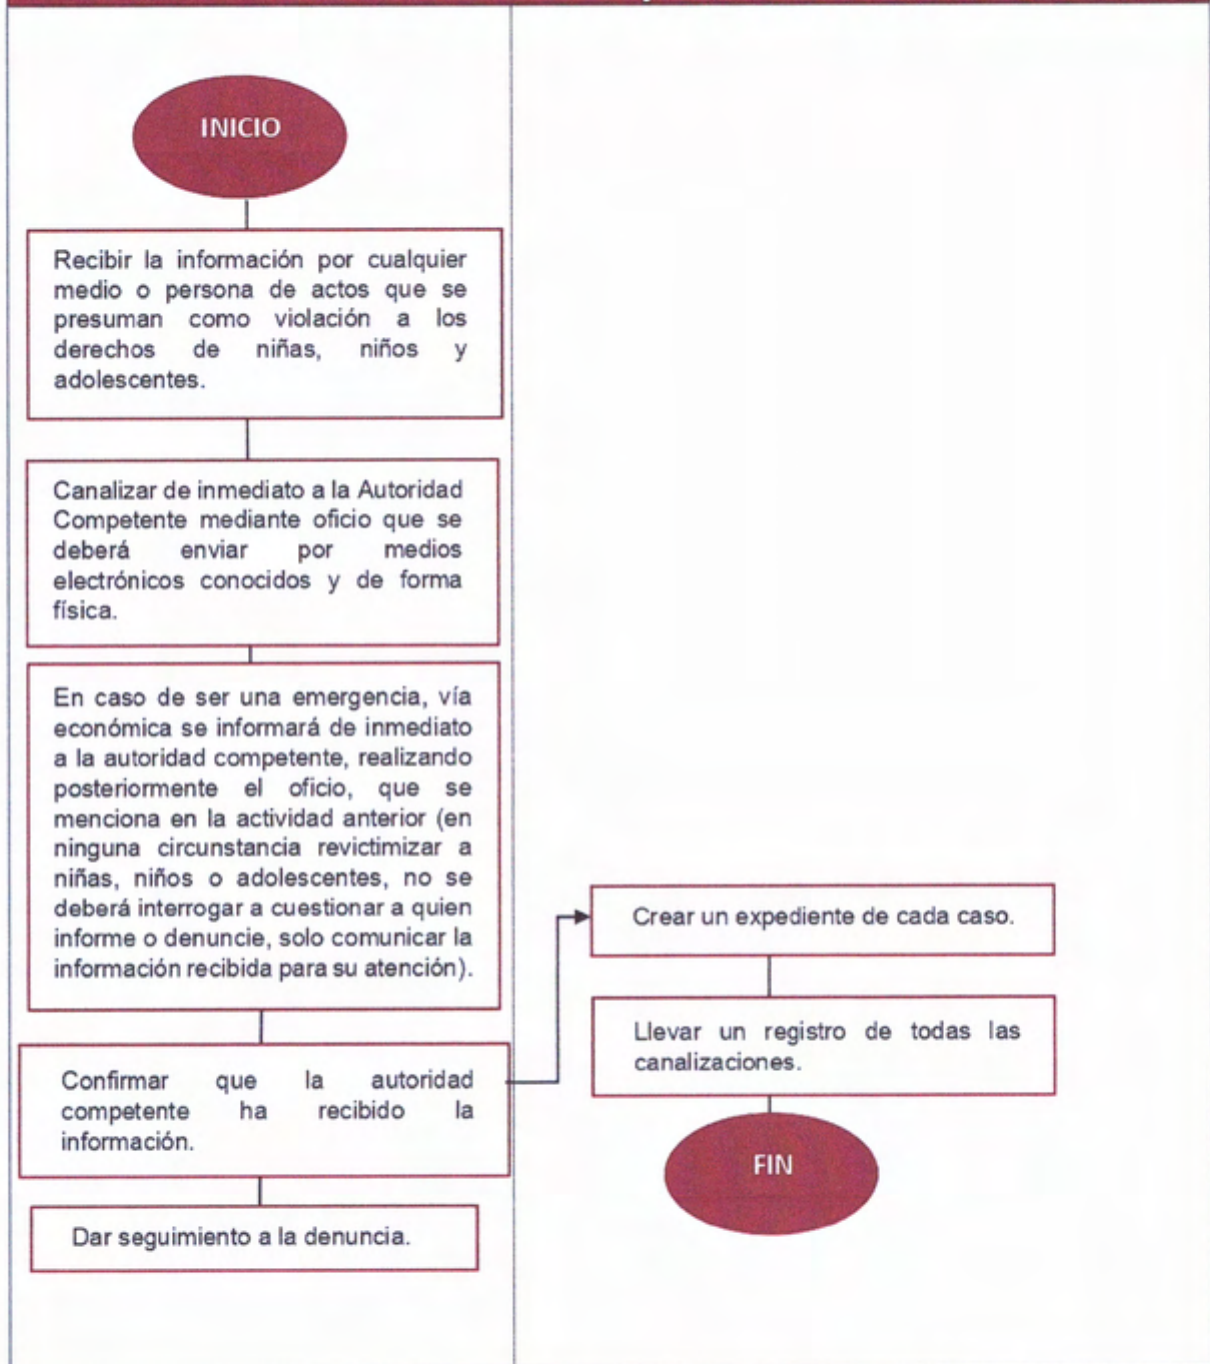 INICIO
Recibir la información por cualquier
medio o persona de actos que se
presuman como violación a los
derechos de niñas, niños y
adolescentes.
Canalizar de inmediato a la Autoridad
Competente mediante oficio que se
deberá enviar por medios
electrónicos conocidos y de forma
física.
En caso de ser una emergencia, vía
económica se informará de inmediato
a la autoridad competente, realizando
posteriormente el oficio, que se
menciona en la actividad anterior (en
ninguna circunstancia revictimizar a
niñas, niños o adolescentes, no se
deberá interrogar a cuestionar a quien
informe o denuncie, solo comunicar la
información recibida para su atención).
Confirmar que la autoridad
competente ha recibido la
información.
Dar seguimiento a la denuncia.
Crear un expediente de cada caso.
Llevar un registro de todas las
canalizaciones.
FIN